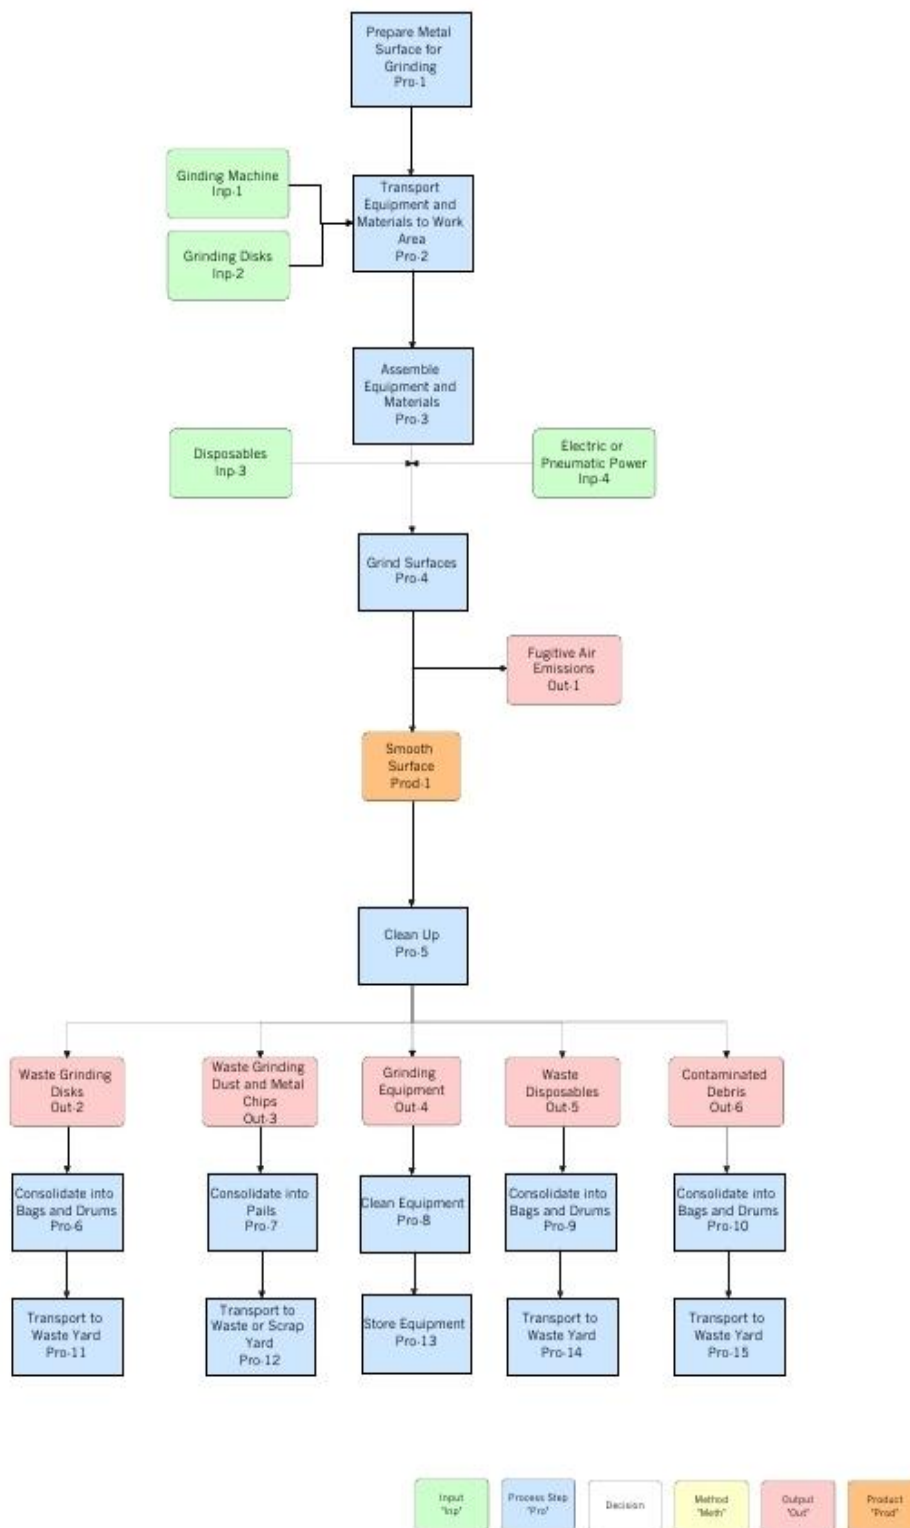 Prepare Metal
Surface for
Grinding
Pro-1
Ginding Machine
Inp-1
Grinding Disks
Inp-2
Transport
Equipment and
Materials to Work
Area
Pro-2
Assemble
Equipment and
Materials
Pro-3
Disposables
Inp-3
Electric or
Pneumatic Power
Inp-4
Grind Surfaces
Pro-4
Fugitive Air
Emissions
Out-1
Smooth
Surface
Prod-1
Clean Up
Pro-5
Waste Grinding
Disks
Out-2
Waste Grinding
Dust and Metal
Chips
Out-3
Grinding
Equipment
Out-4
Waste
Disposables
Out-5
Contaminated
Debris
Out-6
Consolidate into
Bags and Drums
Pro-6
Consolidate into
Pails
Pro-7
Clean Equipment
Pro-8
Consolidate into
Bags and Drums
Pro-9
Consolidate into
Bags and Drums
Pro-10
Transport to
Waste Yard
Pro-11
Transport to
Waste or Scrap
Yard
Pro-12
Store Equipment
Pro-13
Transport to
Waste Yard
Pro-14
Transport to
Waste Yard
Pro-15
Input
"Inp"
Process Step
"Pro"
Decision
Method
"Meth"
Output
"Out"
Product
"Prod"